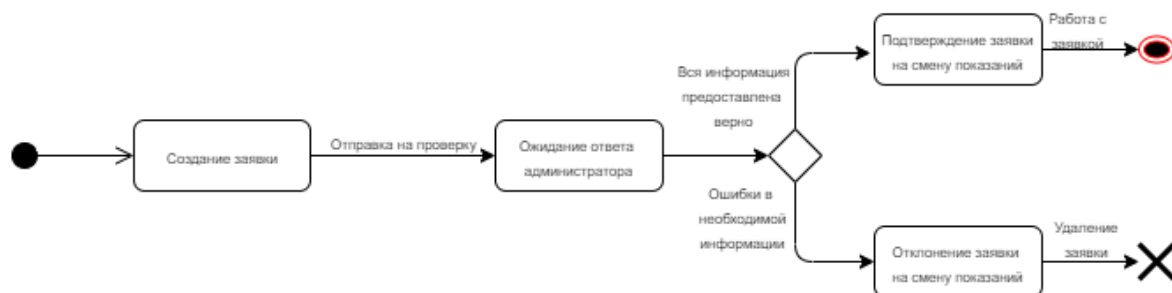 Создание заявки
Отправка на проверку
Ожидание ответа
администратора
Вся информация
предоставлена
верно
Подтверждение заявки
на смену показаний
Работа с
заявкой
Ошибки в
необходимой
информации
Отклонение заявки
на смену показаний
Удаление
заявки